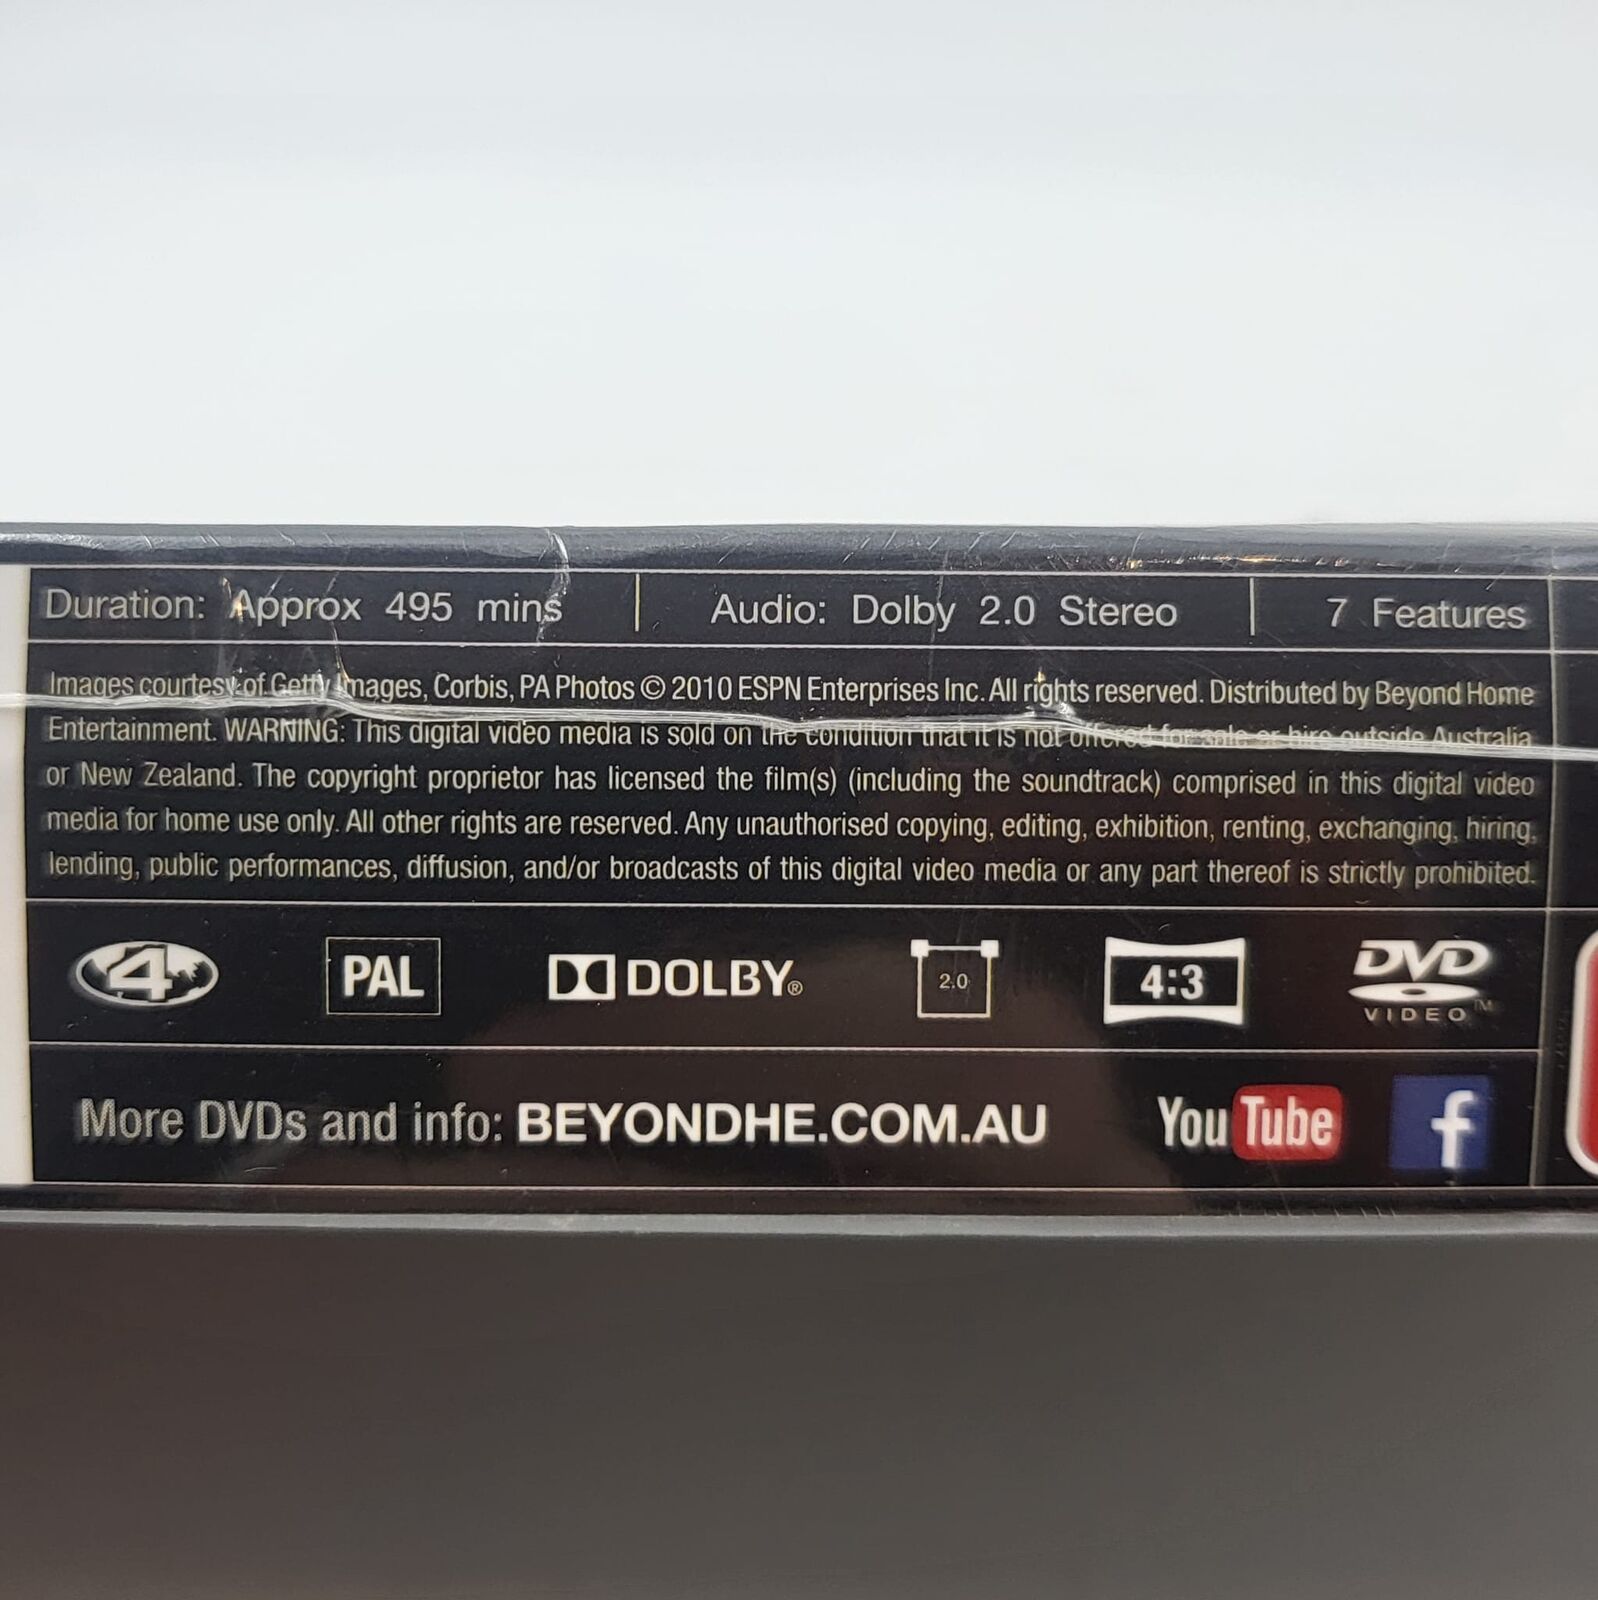 Duration: Approx 495 mins | Audio: Dolby 2.0 Stereo | 7 Features
Images courtesy of Getty Images, Corbis, PA Photos © 2010 ESPN Enterprises Inc. All rights reserved. Distributed by Beyond Home
Entertainment. WARNING: This digital video media is sold on the condition that it is not offered for sale or hire outside Australia
or New Zealand. The copyright proprietor has licensed the film(s) (including the soundtrack) comprised in this digital video
media for home use only. All other rights are reserved. Any unauthorised copying, editing, exhibition, renting, exchanging, hiring,
lending, public performances, diffusion, and/or broadcasts of this digital video media or any part thereof is strictly prohibited.
4 PAL DOLBY® 2.0 4:3 DVD VIDEO™
More DVDs and info: BEYONDHE.COM.AU YouTube f